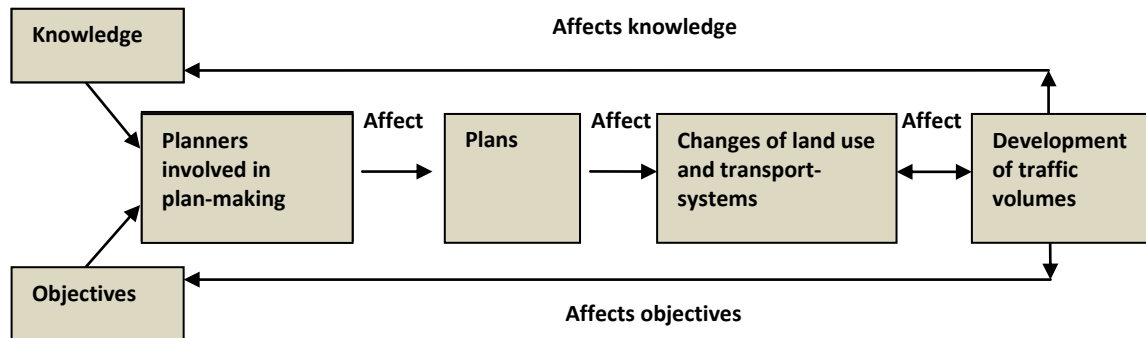 Knowledge
Affects knowledge
Planners
involved in
plan-making
Affect
Plans
Affect
Changes of land use
and transport-
systems
Affect
Development
of traffic
volumes
Objectives
Affects objectives